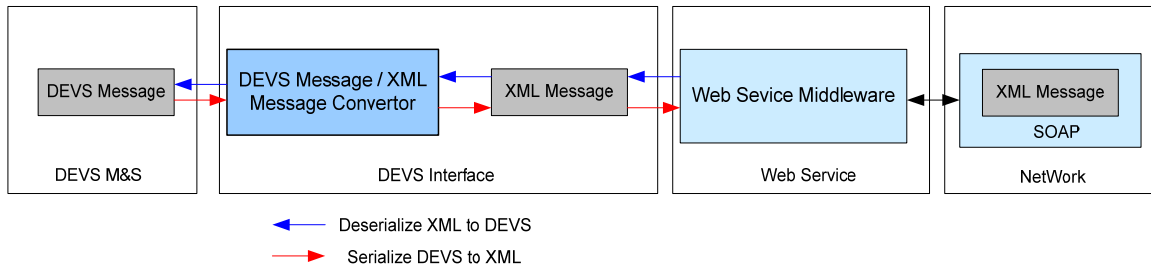 DEVS Message
DEVS M&S
DEVS Message / XML
Message Convertor
XML Message
DEVS Interface
Web Sevice Middleware
Web Service
XML Message
SOAP
NetWork
Deserialize XML to DEVS
Serialize DEVS to XML